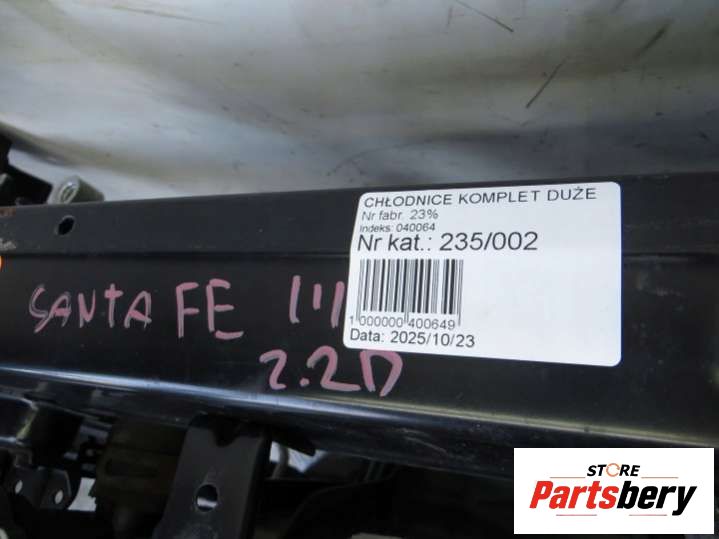 CHŁODNICE KOMPLET DUŻE
Nr fabr. 23%
Indeks: 040064
Nr kat.: 235/002
1 000000 400649
Data: 2025/10/23
SANTA FE III
2.2D
STORE
Partsbery